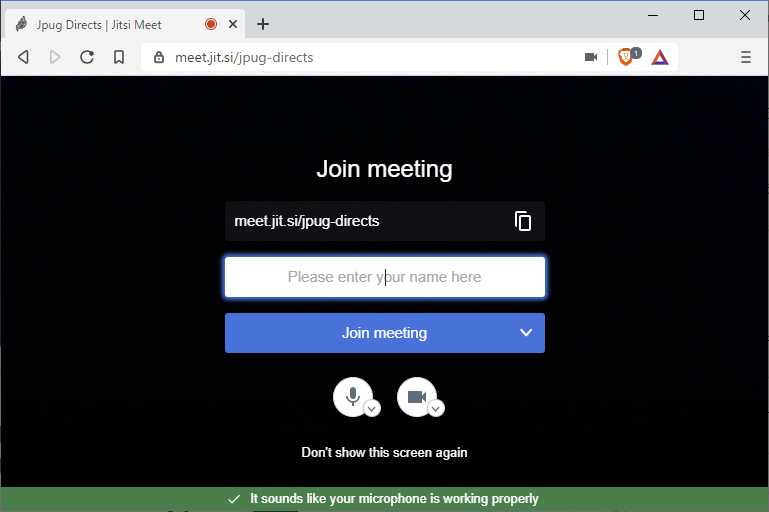 Jpug Directs | Jitsi Meet
meet.jit.si/jpug-directs
1
Join meeting
meet.jit.si/jpug-directs
Please enter your name here
Join meeting
Don't show this screen again
It sounds like your microphone is working properly